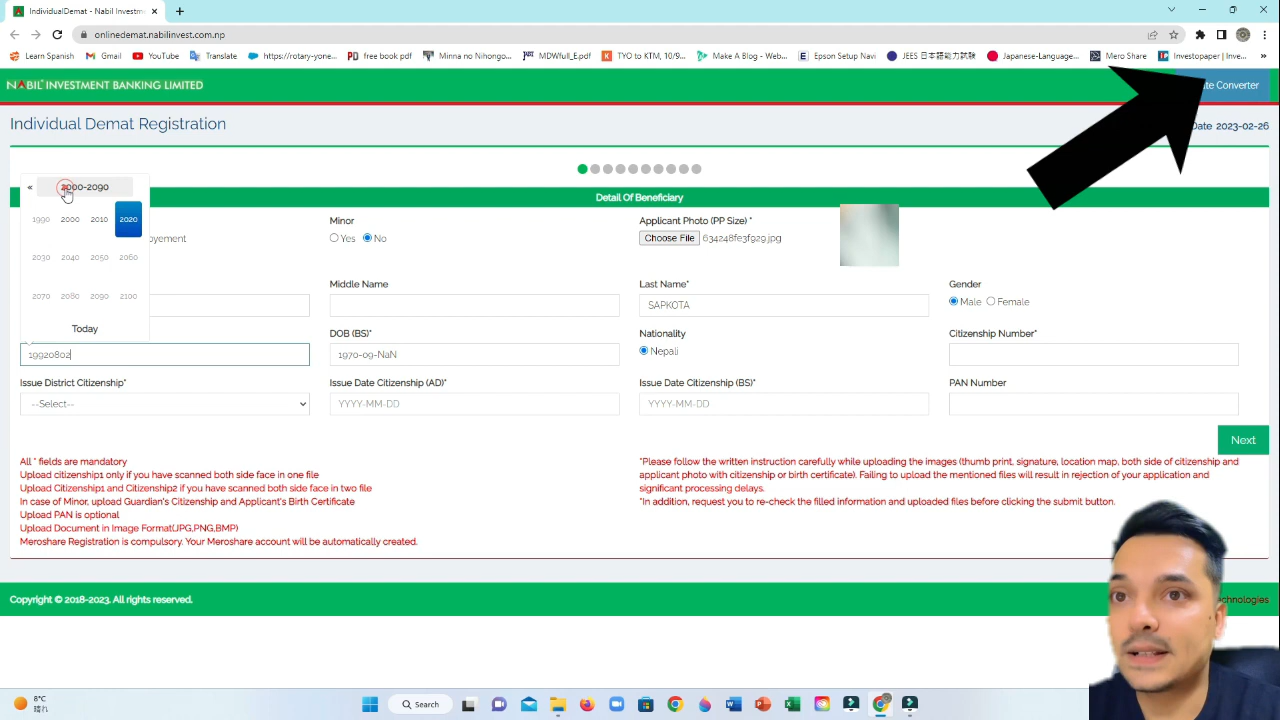 IndividualDemat - Nabil Investm
onlinedemat.nabilinvest.com.np
Learn Spanish Gmail YouTube Translate https://rotary-yone... free book pdf Minna no Nihongo... MDWfull_E.pdf TYO to KTM, 10/9... Make A Blog - Web... Epson Setup Navi JEES 日本語能力試験 Japanese-Language... Mero Share Investopaper | Inve...
NABIL INVESTMENT BANKING LIMITED
Converter
Individual Demat Registration
Date 2023-02-26
Detail Of Beneficiary
« 2000-2090
1990 2000 2010 2020
2030 2040 2050 2060
2070 2080 2090 2100
Today
Minor
Yes No
Applicant Photo (PP Size) *
Choose File 634248fe3f929.jpg
Middle Name
Last Name*
SAPKOTA
Gender
Male Female
19920802
DOB (BS)*
1970-09-NaN
Nationality
Nepali
Citizenship Number*
Issue District Citizenship*
--Select--
Issue Date Citizenship (AD)*
YYYY-MM-DD
Issue Date Citizenship (BS)*
YYYY-MM-DD
PAN Number
Next
All * fields are mandatory
Upload citizenship1 only if you have scanned both side face in one file
Upload Citizenship1 and Citizenship2 if you have scanned both side face in two file
In case of Minor, upload Guardian's Citizenship and Applicant's Birth Certificate
Upload PAN is optional
Upload Document in Image Format(JPG,PNG,BMP)
Meroshare Registration is compulsory. Your Meroshare account will be automatically created.
*Please follow the written instruction carefully while uploading the images (thumb print, signature, location map, both side of citizenship and
applicant photo with citizenship or birth certificate). Failing to upload the mentioned files will result in rejection of your application and
significant processing delays.
*In addition, request you to re-check the filled information and uploaded files before clicking the submit button.
Copyright © 2018-2023. All rights reserved.
8°C
晴れ
Search